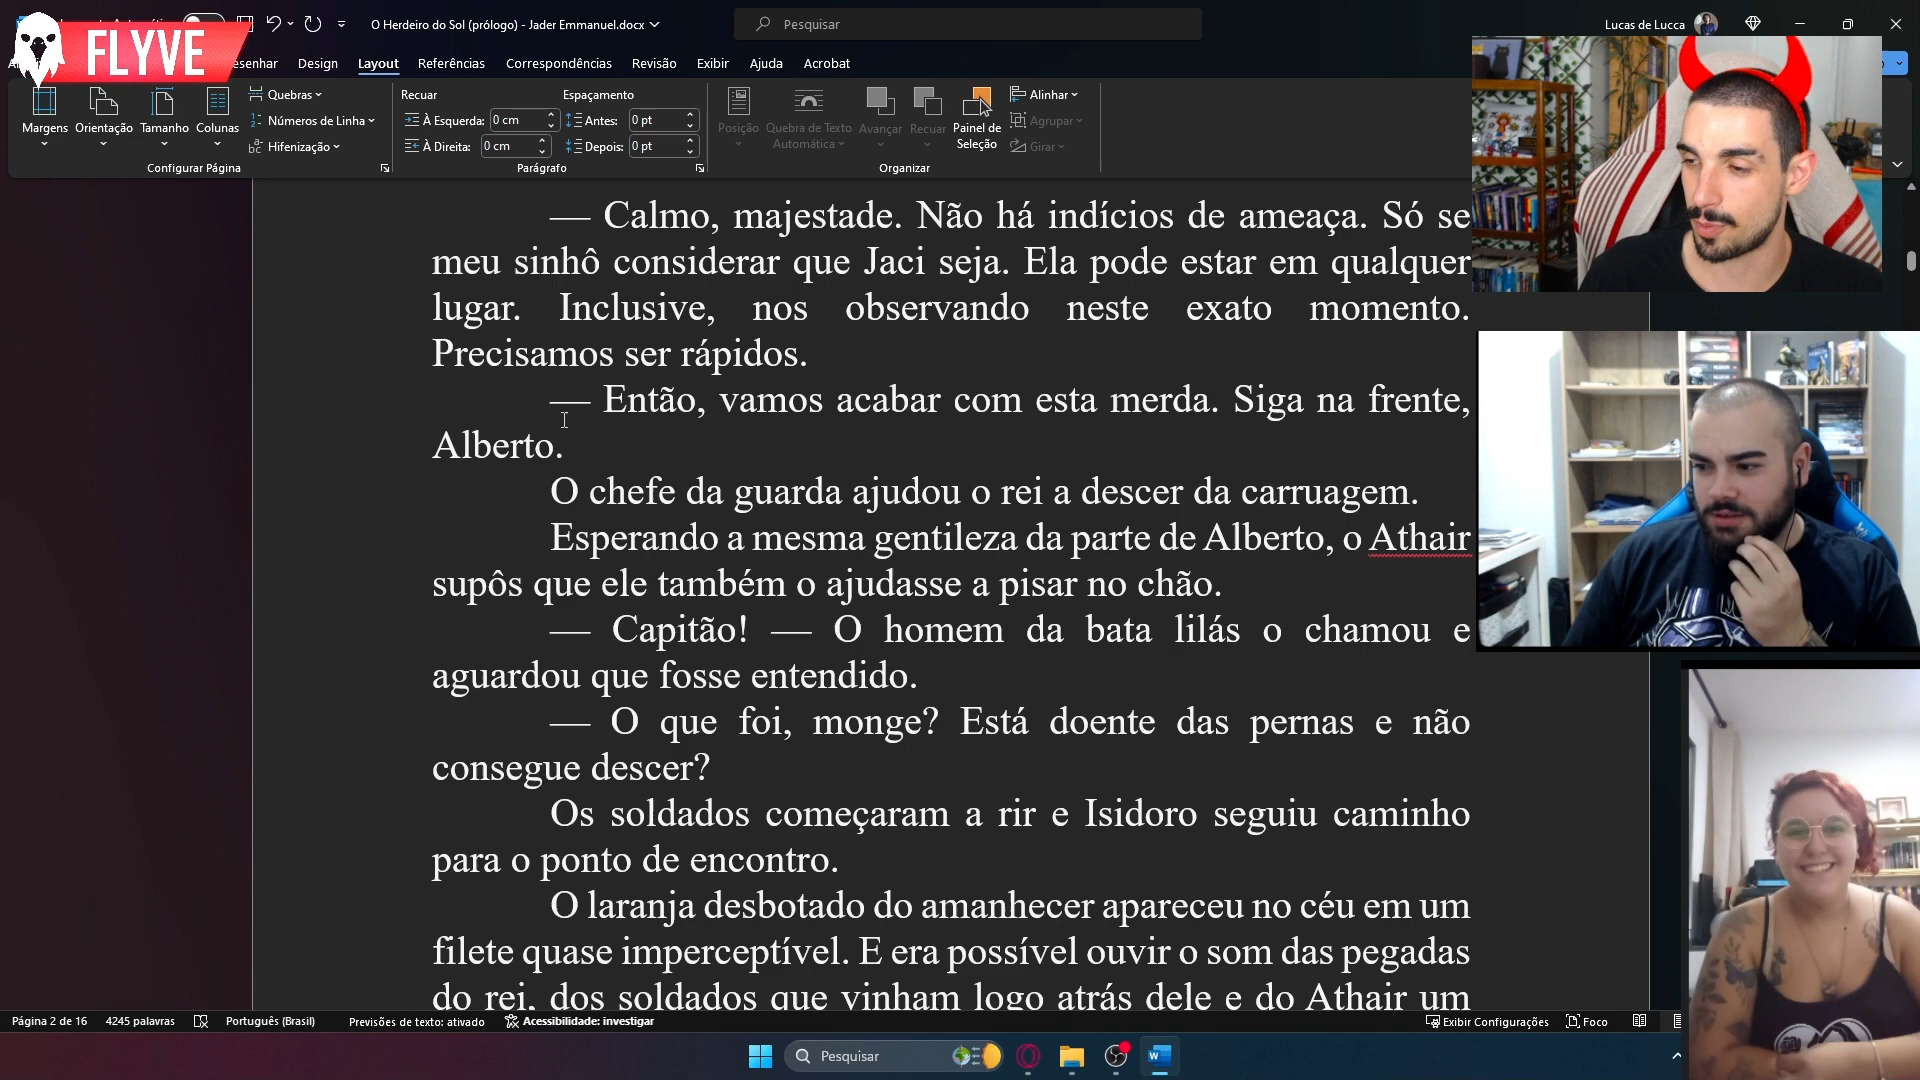 FLYVE
O Herdeiro do Sol (prólogo) - Jader Emmanuel.docx
Pesquisar
Lucas de Lucca
Design
Layout
Referências
Correspondências
Revisão
Exibir
Ajuda
Acrobat
Margens
Orientação
Tamanho
Colunas
Quebras
Números de Linha
Hifenização
Configurar Página
Recuar
À Esquerda: 0 cm
À Direita: 0 cm
Espaçamento
Antes: 0 pt
Depois: 0 pt
Parágrafo
Posição
Quebra de Texto
Automática
Avançar
Recuar
Painel de
Seleção
Alinhar
Agrupar
Girar
Organizar
— Calmo, majestade. Não há indícios de ameaça. Só se
meu sinhô considerar que Jaci seja. Ela pode estar em qualquer
lugar. Inclusive, nos observando neste exato momento.
Precisamos ser rápidos.
— Então, vamos acabar com esta merda. Siga na frente,
Alberto.
O chefe da guarda ajudou o rei a descer da carruagem.
Esperando a mesma gentileza da parte de Alberto, o Athair
supôs que ele também o ajudasse a pisar no chão.
— Capitão! — O homem da bata lilás o chamou e
aguardou que fosse entendido.
— O que foi, monge? Está doente das pernas e não
consegue descer?
Os soldados começaram a rir e Isidoro seguiu caminho
para o ponto de encontro.
O laranja desbotado do amanhecer apareceu no céu em um
filete quase imperceptível. E era possível ouvir o som das pegadas
do rei, dos soldados que vinham logo atrás dele e do Athair um
Página 2 de 16
4245 palavras
Português (Brasil)
Previsões de texto: ativado
Acessibilidade: investigar
Exibir Configurações
Foco
Pesquisar